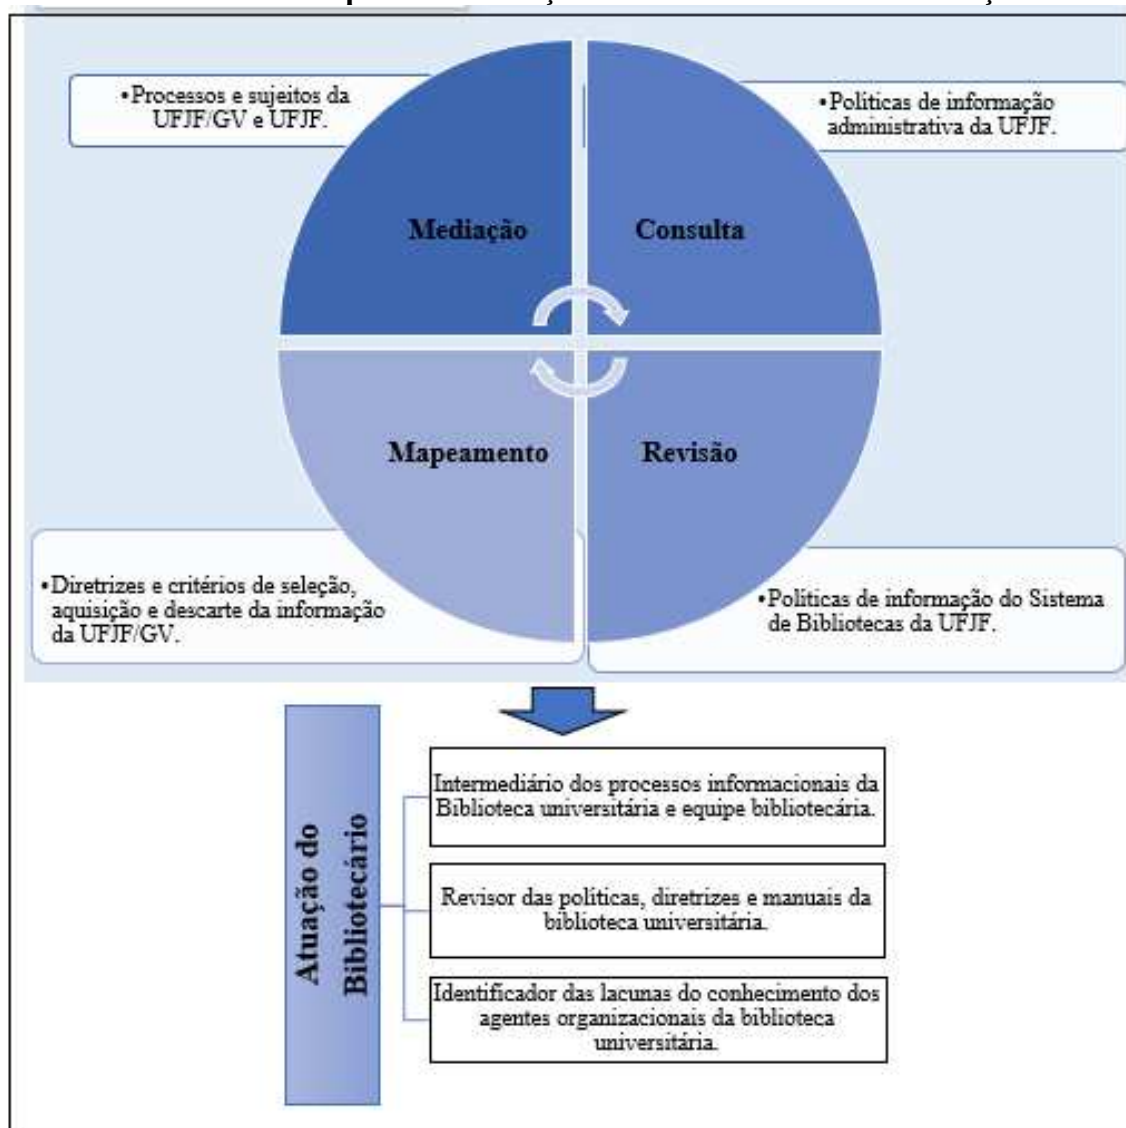 •Processos e sujeitos da
UFJF/GV e UFJF.
•Políticas de informação
administrativa da UFJF.
Mediação
Consulta
Mapeamento
Revisão
•Diretrizes e critérios de seleção,
aquisição e descarte da informação
da UFJF/GV.
•Políticas de informação do Sistema
de Bibliotecas da UFJF.
Atuação do
Bibliotecário
Intermediário dos processos informacionais da
Biblioteca universitária e equipe bibliotecária.
Revisor das políticas, diretrizes e manuais da
biblioteca universitária.
Identificador das lacunas do conhecimento dos
agentes organizacionais da biblioteca
universitária.